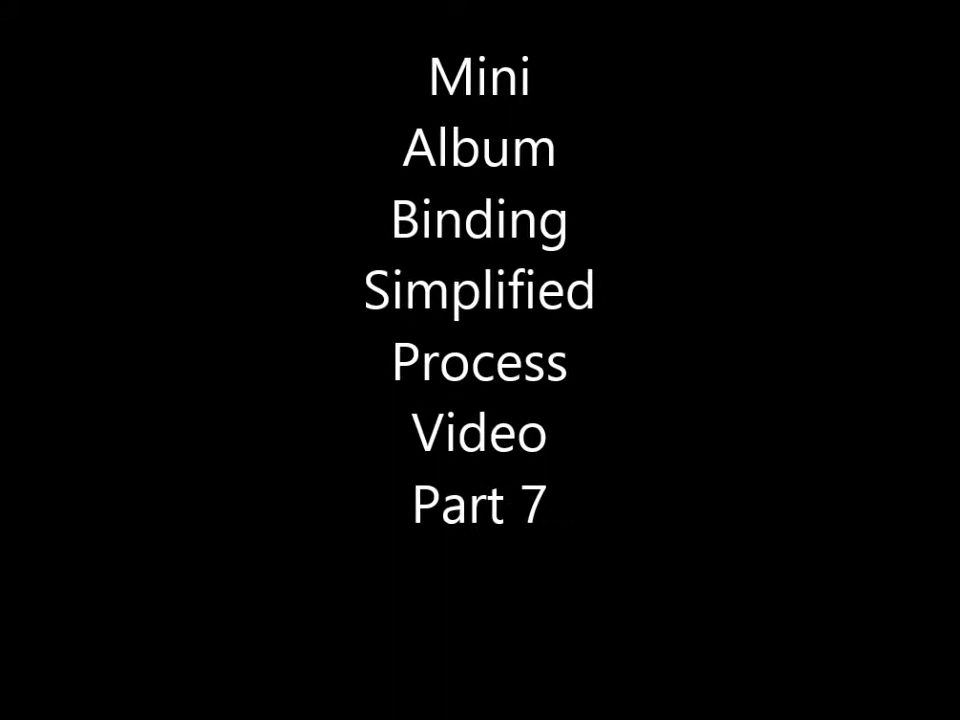 Mini
Album
Binding
Simplified
Process
Video
Part 7